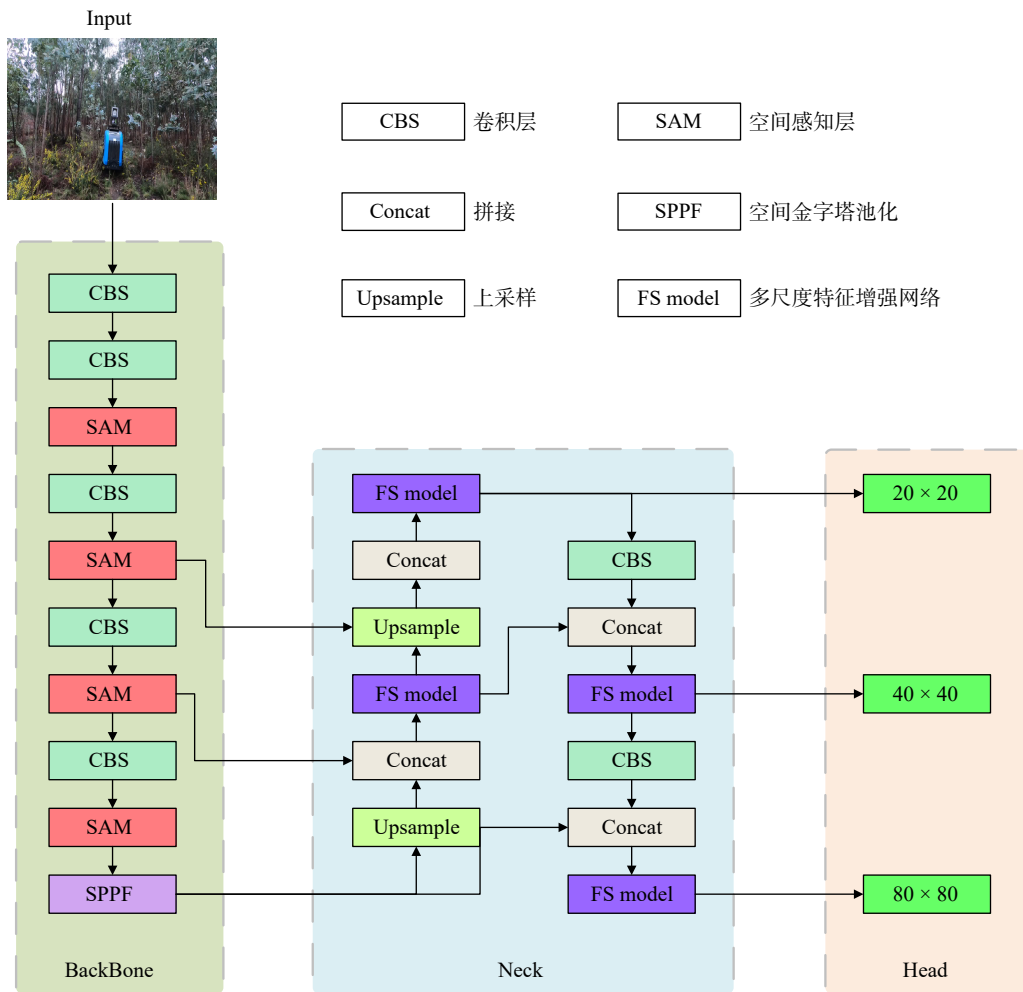 Input
CBS 卷积层
SAM 空间感知层
Concat 拼接
SPPF 空间金字塔池化
Upsample 上采样
FS model 多尺度特征增强网络
CBS
CBS
SAM
CBS
SAM
CBS
SAM
CBS
SAM
SPPF
BackBone
FS model
Concat
Upsample
FS model
Concat
Upsample
CBS
Concat
FS model
CBS
Concat
FS model
Neck
20 × 20
40 × 40
80 × 80
Head